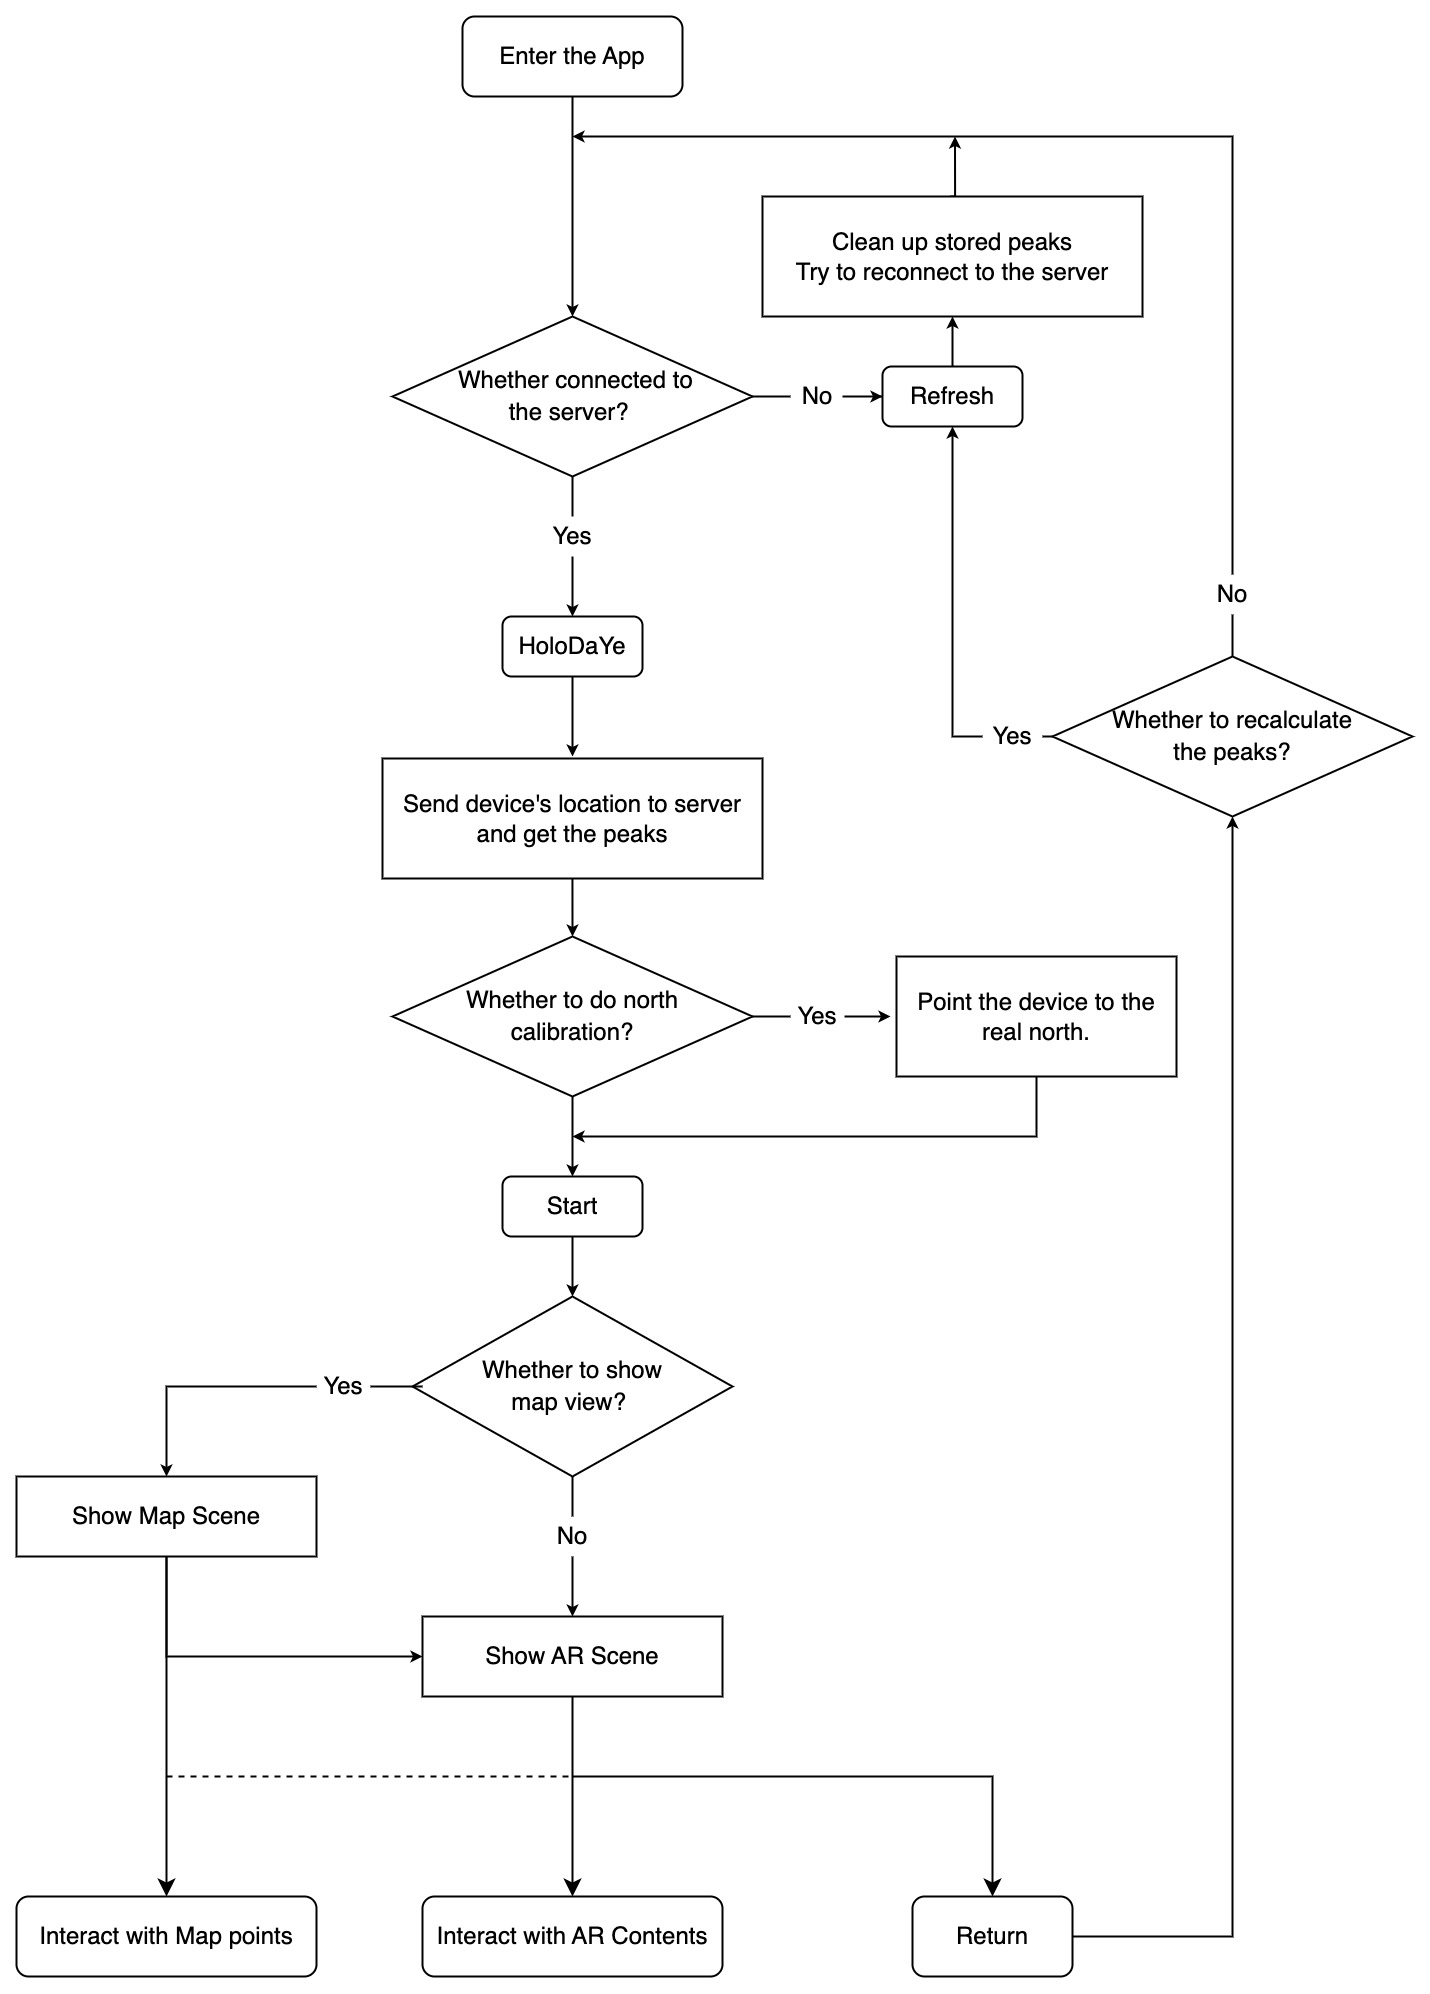 Enter the App
Clean up stored peaks
Try to reconnect to the server
Whether connected to
the server?
No
Refresh
Yes
No
HoloDaYe
Whether to recalculate
the peaks?
Yes
Send device's location to server
and get the peaks
Whether to do north
calibration?
Yes
Point the device to the
real north.
Start
Whether to show
map view?
Yes
Show Map Scene
No
Show AR Scene
Interact with Map points
Interact with AR Contents
Return